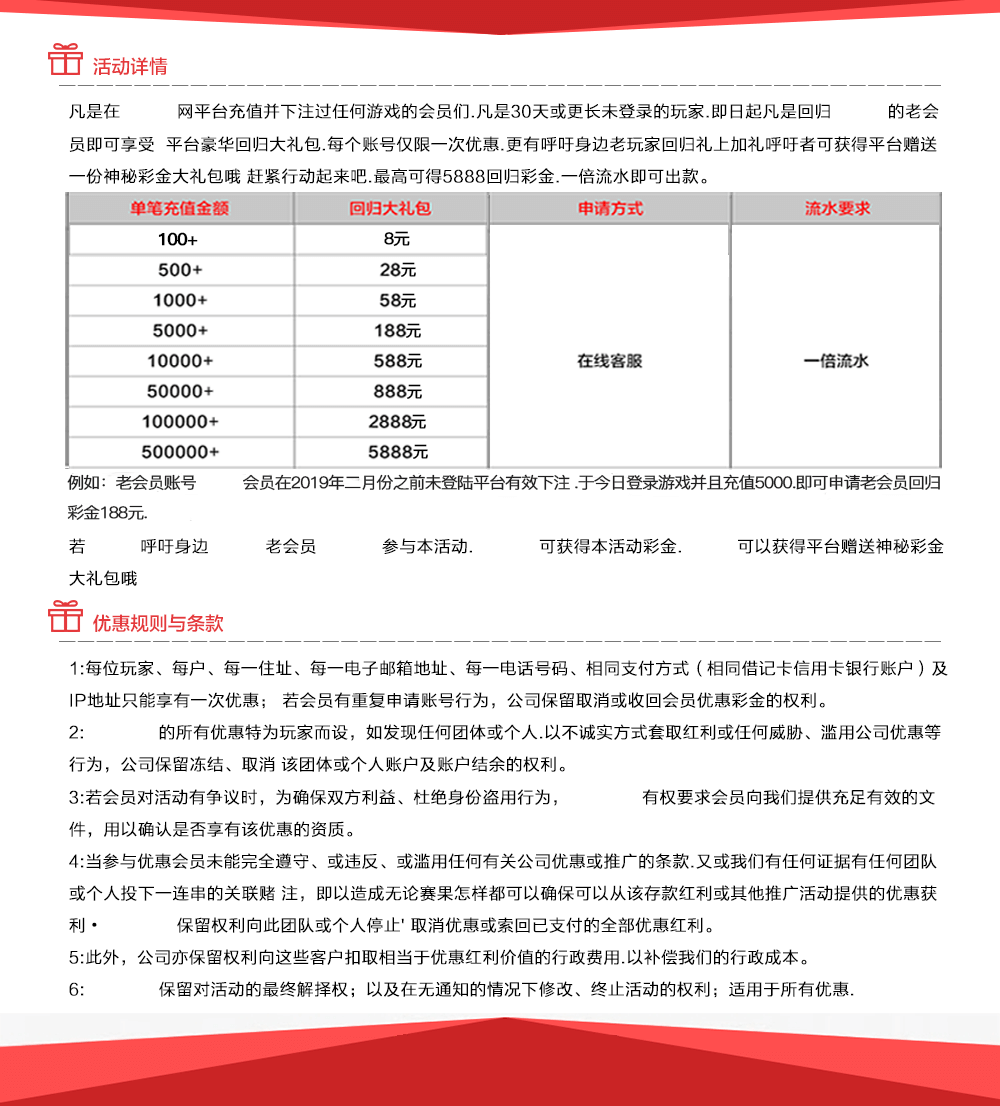 活动详情
凡是在 网平台充值并下注过任何游戏的会员们.凡是30天或更长未登录的玩家.即日起凡是回归 的老会
员即可享受 平台豪华回归大礼包.每个账号仅限一次优惠.更有呼吁身边老玩家回归礼上加礼呼吁者可获得平台赠送
一份神秘彩金大礼包哦 赶紧行动起来吧.最高可得5888回归彩金.一倍流水即可出款。
单笔充值金额 回归大礼包 申请方式 流水要求
100+ 8元
500+ 28元
1000+ 58元
5000+ 188元
10000+ 588元 在线客服 一倍流水
50000+ 888元
100000+ 2888元
500000+ 5888元
例如：老会员账号 会员在2019年二月份之前未登陆平台有效下注 .于今日登录游戏并且充值5000.即可申请老会员回归
彩金188元.
若 呼吁身边 老会员 参与本活动. 可获得本活动彩金. 可以获得平台赠送神秘彩金
大礼包哦
优惠规则与条款
1:每位玩家、每户、每一住址、每一电子邮箱地址、每一电话号码、相同支付方式（相同借记卡信用卡银行账户）及
IP地址只能享有一次优惠； 若会员有重复申请账号行为，公司保留取消或收回会员优惠彩金的权利。
2: 的所有优惠特为玩家而设，如发现任何团体或个人.以不诚实方式套取红利或任何威胁、滥用公司优惠等
行为，公司保留冻结、取消 该团体或个人账户及账户结余的权利。
3:若会员对活动有争议时，为确保双方利益、杜绝身份盗用行为， 有权要求会员向我们提供充足有效的文
件，用以确认是否享有该优惠的资质。
4:当参与优惠会员未能完全遵守、或违反、或滥用任何有关公司优惠或推广的条款.又或我们有任何证据有任何团队
或个人投下一连串的关联赌 注，即以造成无论赛果怎样都可以确保可以从该存款红利或其他推广活动提供的优惠获
利· 保留权利向此团队或个人停止' 取消优惠或索回已支付的全部优惠红利。
5:此外，公司亦保留权利向这些客户扣取相当于优惠红利价值的行政费用.以补偿我们的行政成本。
6: 保留对活动的最终解择权；以及在无通知的情况下修改、终止活动的权利；适用于所有优惠.